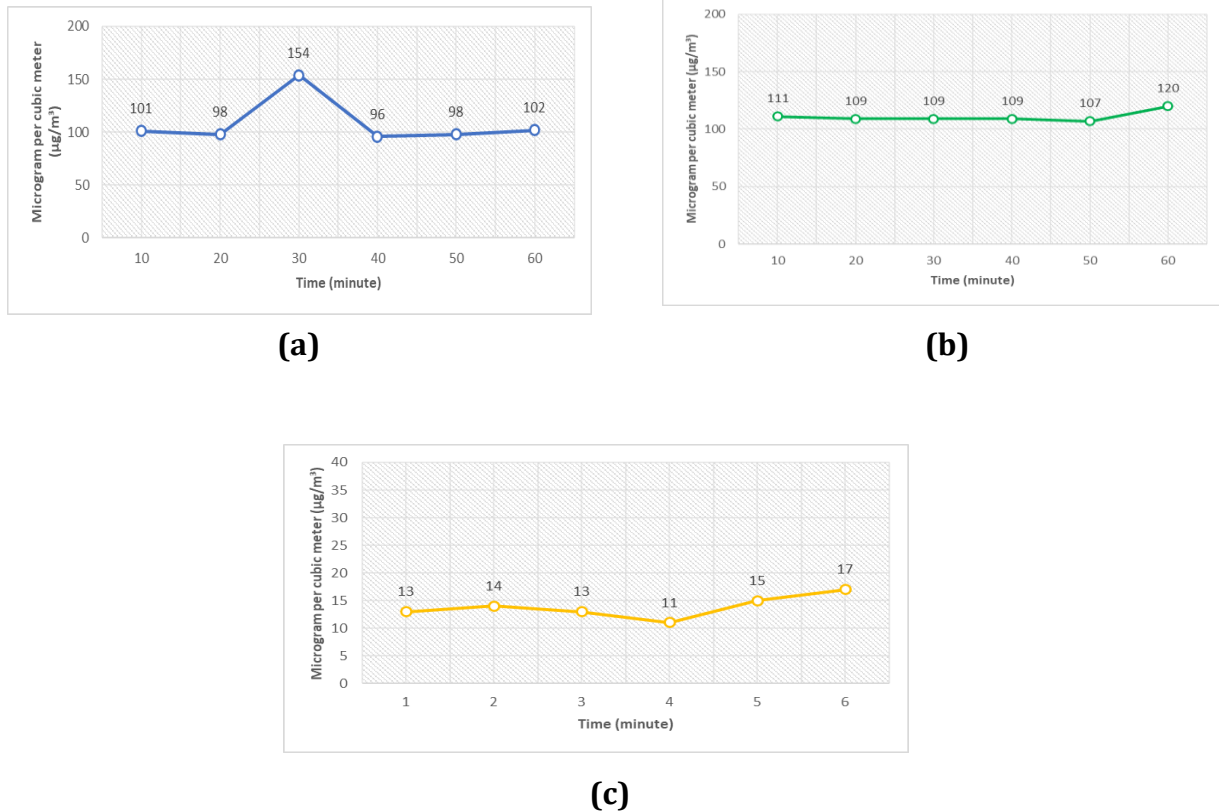 Microgram per cubic meter
(µg/m³)
200
150
100
50
0
101
98
154
96
98
102
10 20 30 40 50 60
Time (minute)
(a)
Microgram per cubic meter (µg/m³)
200
150
100
50
0
111
109
109
109
107
120
10 20 30 40 50 60
Time (minute)
(b)
Microgram per cubic meter (µg/m³)
40
35
30
25
20
15
10
5
0
13
14
13
11
15
17
1 2 3 4 5 6
Time (minute)
(c)